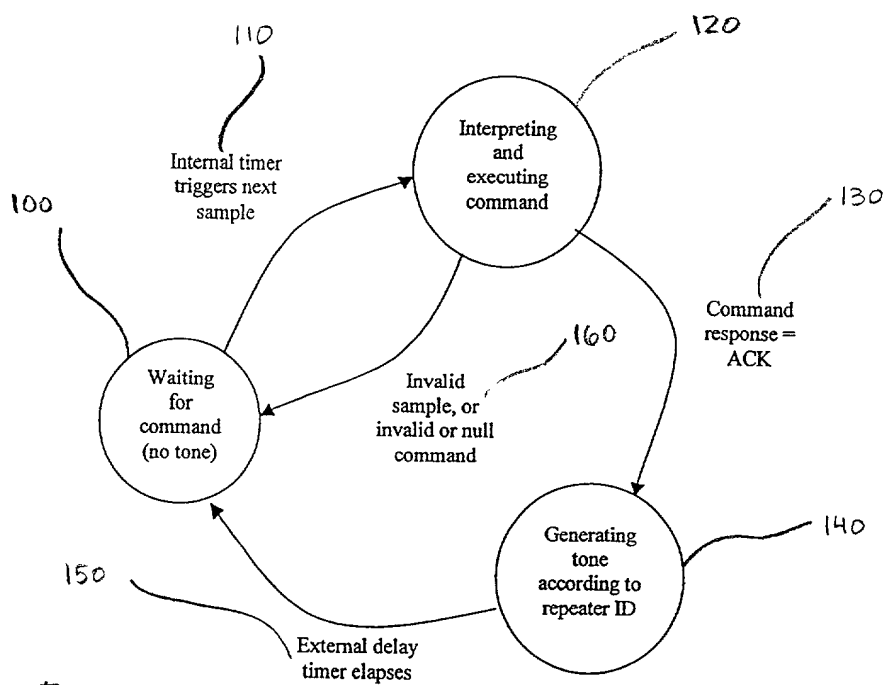 110
120
Internal timer
triggers next
sample
Interpreting
and
executing
command
100
130
Command
response =
ACK
160
Waiting
for
command
(no tone)
Invalid
sample, or
invalid or null
command
140
Generating
tone
according to
repeater ID
150
External delay
timer elapses